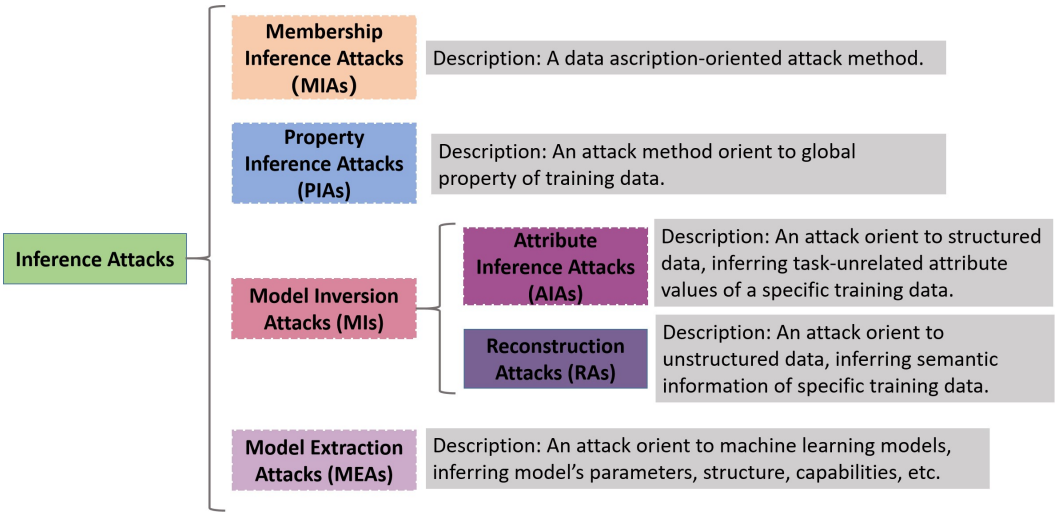 Inference Attacks
Membership
Inference Attacks
(MIAs)
Description: A data ascription-oriented attack method.
Property
Inference Attacks
(PIAs)
Description: An attack method orient to global
property of training data.
Model Inversion
Attacks (MIs)
Attribute
Inference Attacks
(AIAs)
Description: An attack orient to structured
data, inferring task-unrelated attribute
values of a specific training data.
Reconstruction
Attacks (RAs)
Description: An attack orient to
unstructured data, inferring semantic
information of specific training data.
Model Extraction
Attacks (MEAs)
Description: An attack orient to machine learning models,
inferring model’s parameters, structure, capabilities, etc.